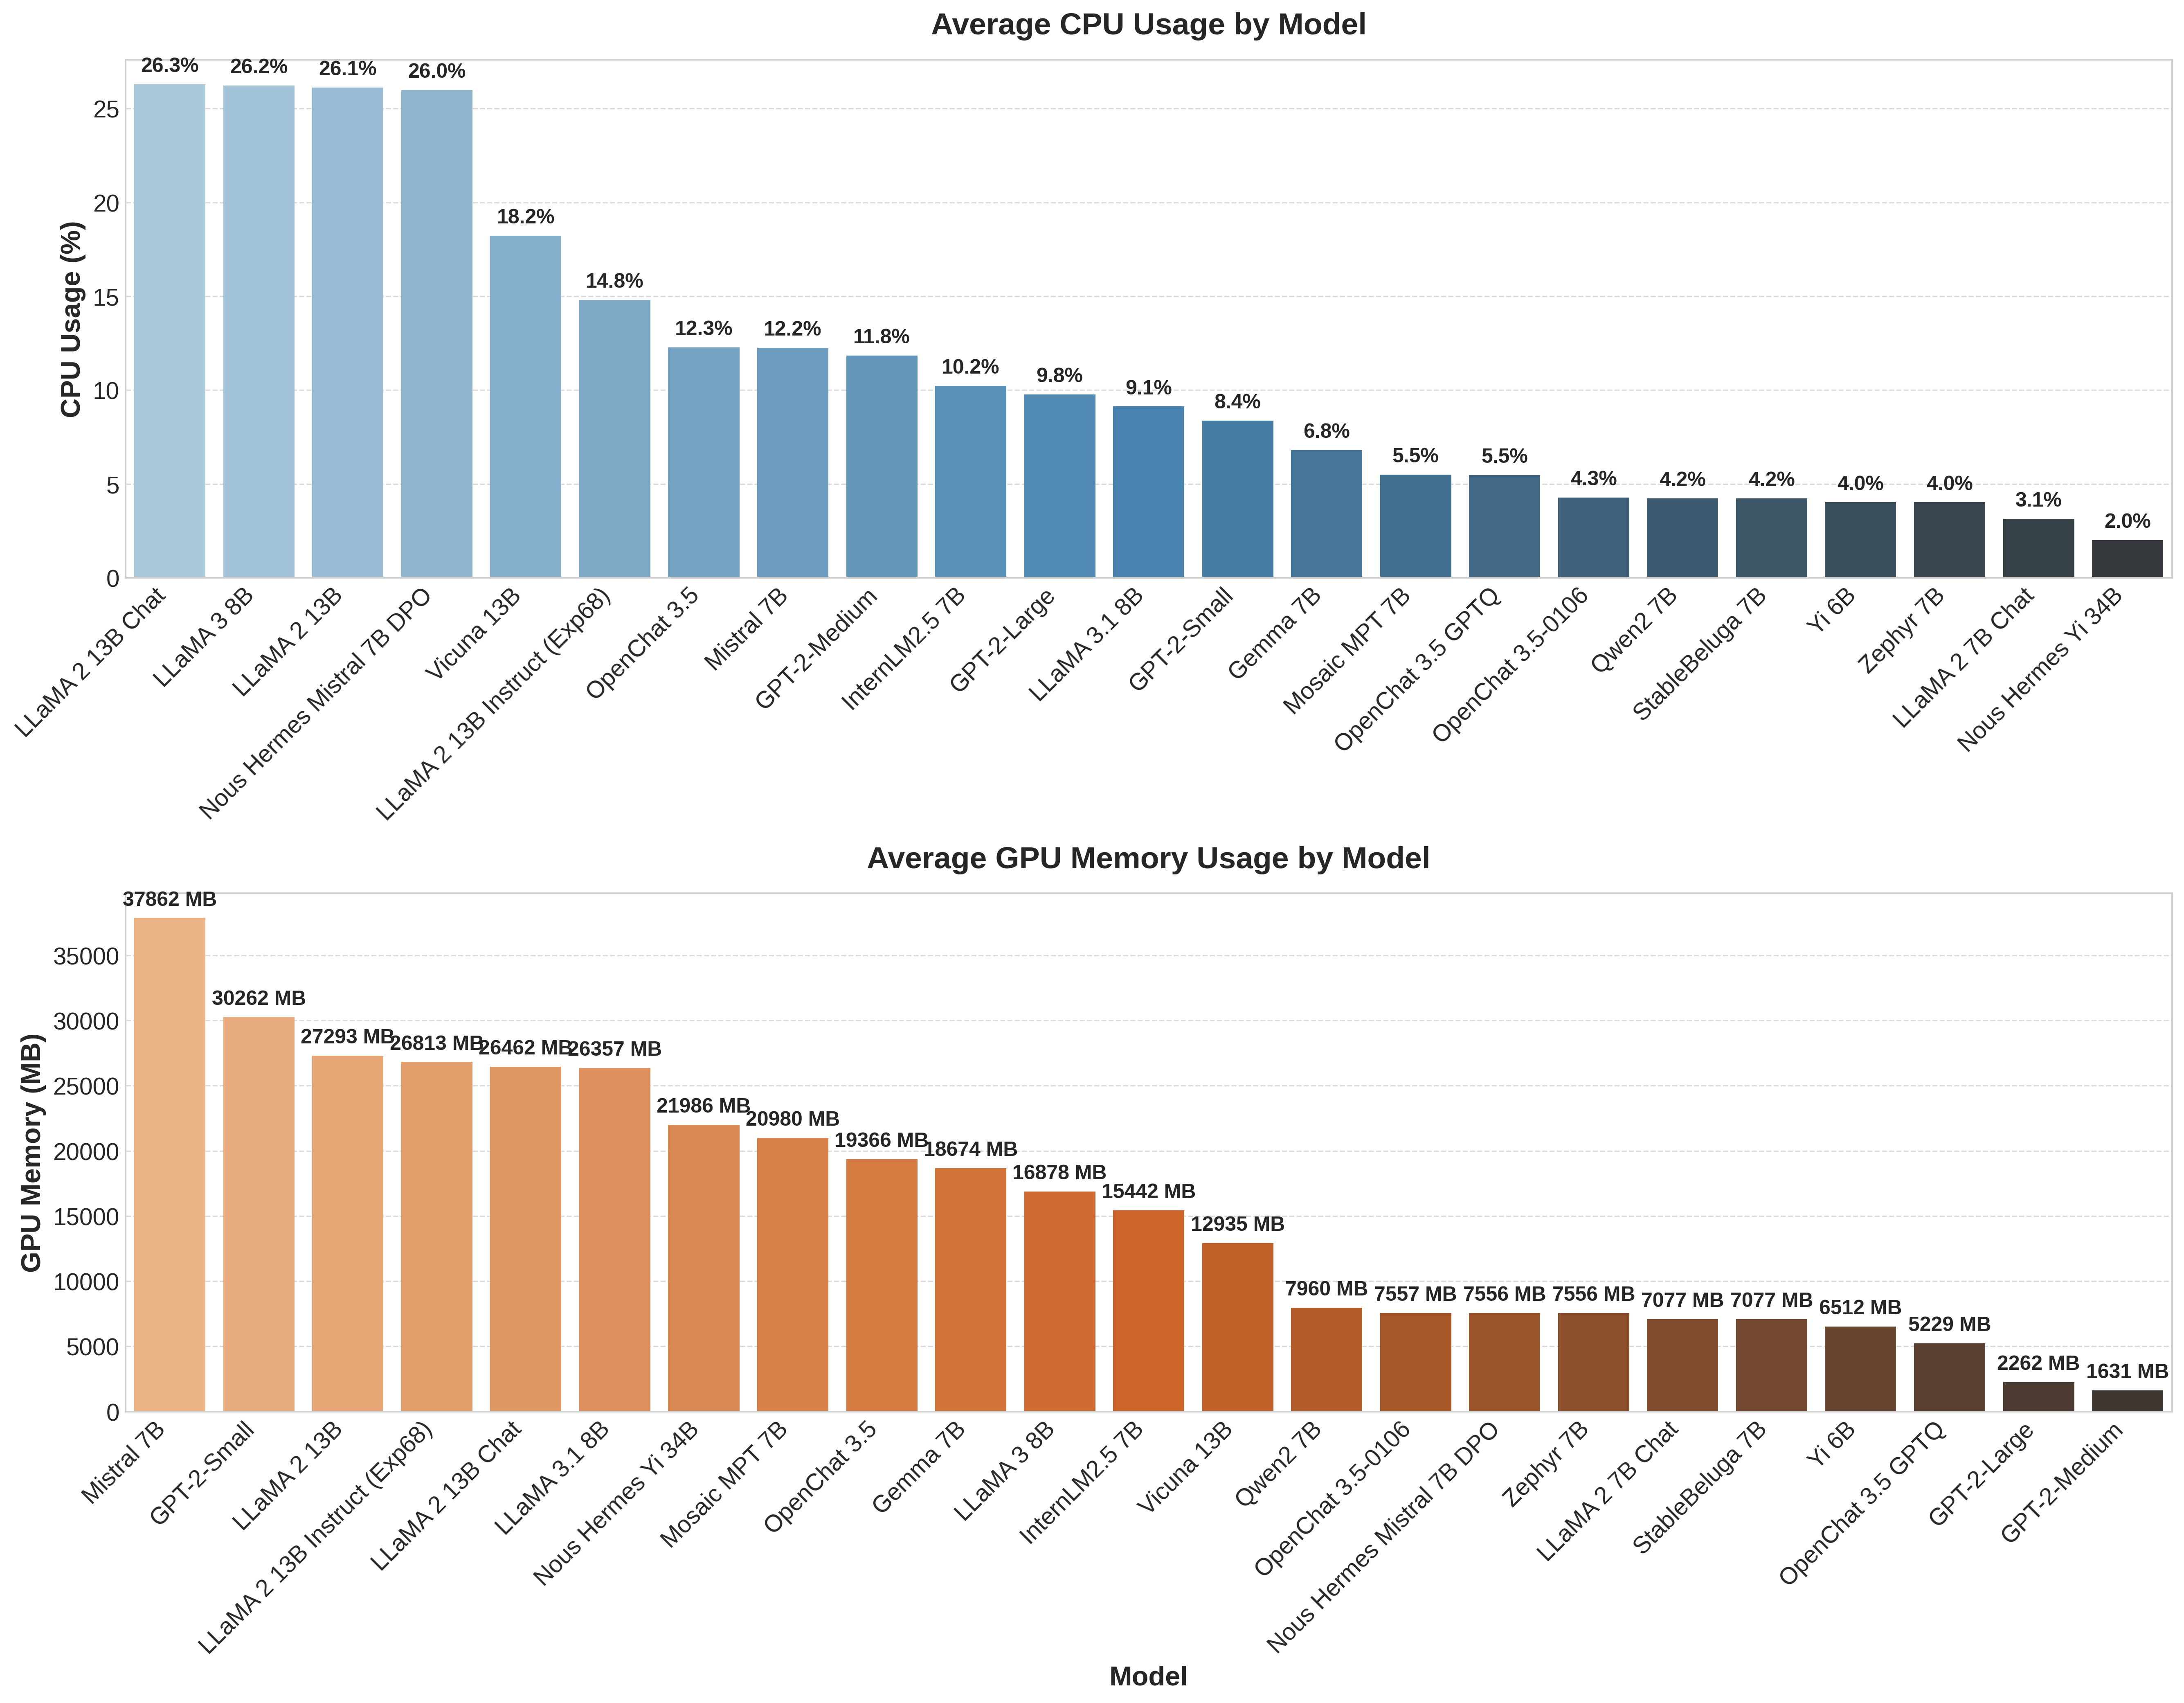 Average CPU Usage by Model
CPU Usage (%)
25
20
15
10
5
0
26.3%
26.2%
26.1%
26.0%
18.2%
14.8%
12.3%
12.2%
11.8%
10.2%
9.8%
9.1%
8.4%
6.8%
5.5%
5.5%
4.3%
4.2%
4.2%
4.0%
4.0%
3.1%
2.0%
LLaMA 2 13B Chat
LLaMA 3 8B
LLaMA 2 13B
Nous Hermes Mistral 7B DPO
Vicuna 13B
LLaMA 2 13B Instruct (Exp68)
OpenChat 3.5
Mistral 7B
GPT-2-Medium
InternLM2.5 7B
GPT-2-Large
LLaMA 3.1 8B
GPT-2-Small
Gemma 7B
Mosaic MPT 7B
OpenChat 3.5 GPTQ
OpenChat 3.5-0106
Qwen2 7B
StableBeluga 7B
Yi 6B
Zephyr 7B
LLaMA 2 7B Chat
Nous Hermes Yi 34B
Average GPU Memory Usage by Model
GPU Memory (MB)
35000
30000
25000
20000
15000
10000
5000
0
37862 MB
30262 MB
27293 MB
26813 MB
26462 MB
26357 MB
21986 MB
20980 MB
19366 MB
18674 MB
16878 MB
15442 MB
12935 MB
7960 MB
7557 MB
7556 MB
7556 MB
7077 MB
7077 MB
6512 MB
5229 MB
2262 MB
1631 MB
Mistral 7B
GPT-2-Small
LLaMA 2 13B
LLaMA 2 13B Instruct (Exp68)
LLaMA 2 13B Chat
LLaMA 3.1 8B
Nous Hermes Yi 34B
Mosaic MPT 7B
OpenChat 3.5
Gemma 7B
LLaMA 3 8B
InternLM2.5 7B
Vicuna 13B
Qwen2 7B
OpenChat 3.5-0106
Nous Hermes Mistral 7B DPO
Zephyr 7B
LLaMA 2 7B Chat
StableBeluga 7B
Yi 6B
OpenChat 3.5 GPTQ
GPT-2-Large
GPT-2-Medium
Model